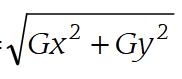 =√(Gx² + Gy²)